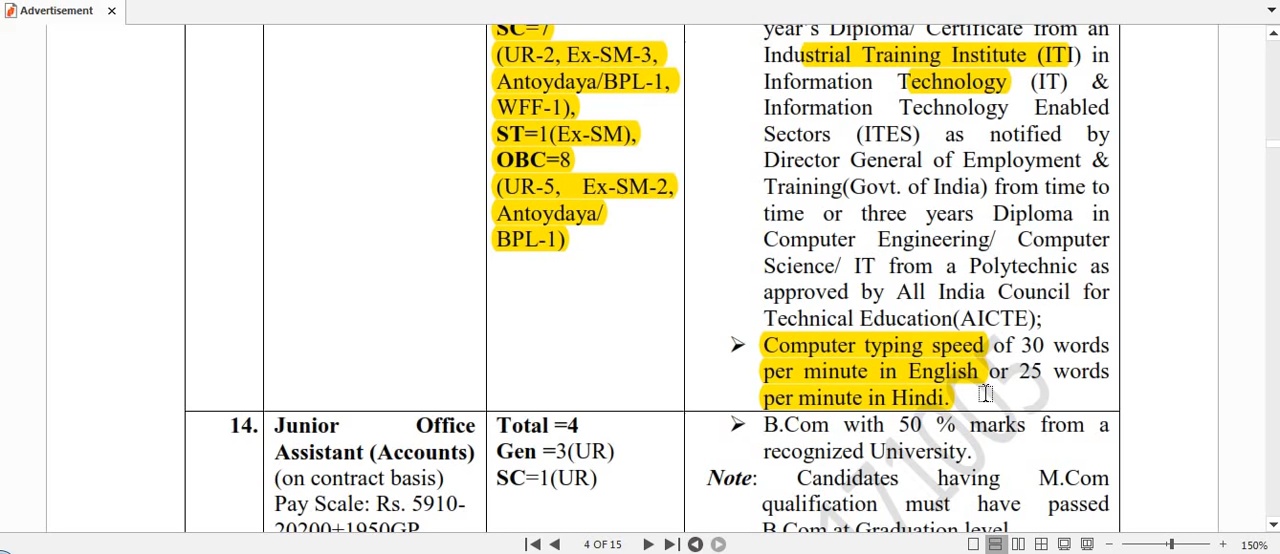 Advertisement
SC=7
(UR-2, Ex-SM-3,
Antoydaya/BPL-1,
WFF-1),
ST=1(Ex-SM),
OBC=8
(UR-5, Ex-SM-2,
Antoydaya/
BPL-1)
year's Diploma/ Certificate from an
Industrial Training Institute (ITI) in
Information Technology (IT) &
Information Technology Enabled
Sectors (ITES) as notified by
Director General of Employment &
Training(Govt. of India) from time to
time or three years Diploma in
Computer Engineering/ Computer
Science/ IT from a Polytechnic as
approved by All India Council for
Technical Education(AICTE);
➢ Computer typing speed of 30 words
per minute in English or 25 words
per minute in Hindi.
14.
Junior Office
Assistant (Accounts)
(on contract basis)
Pay Scale: Rs. 5910-
20200+1950GP
Total =4
Gen =3(UR)
SC=1(UR)
➢ B.Com with 50 % marks from a
recognized University.
Note: Candidates having M.Com
qualification must have passed
B.Com at Graduation level
4 OF 15
150%